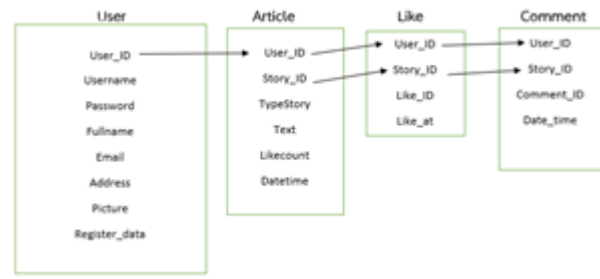 User
User_ID
Username
Password
Fullname
Email
Address
Picture
Register_data
Article
User_ID
Story_ID
TypeStory
Text
Likecount
Datetime
Like
User_ID
Story_ID
Like_ID
Like_at
Comment
User_ID
Story_ID
Comment_ID
Date_time